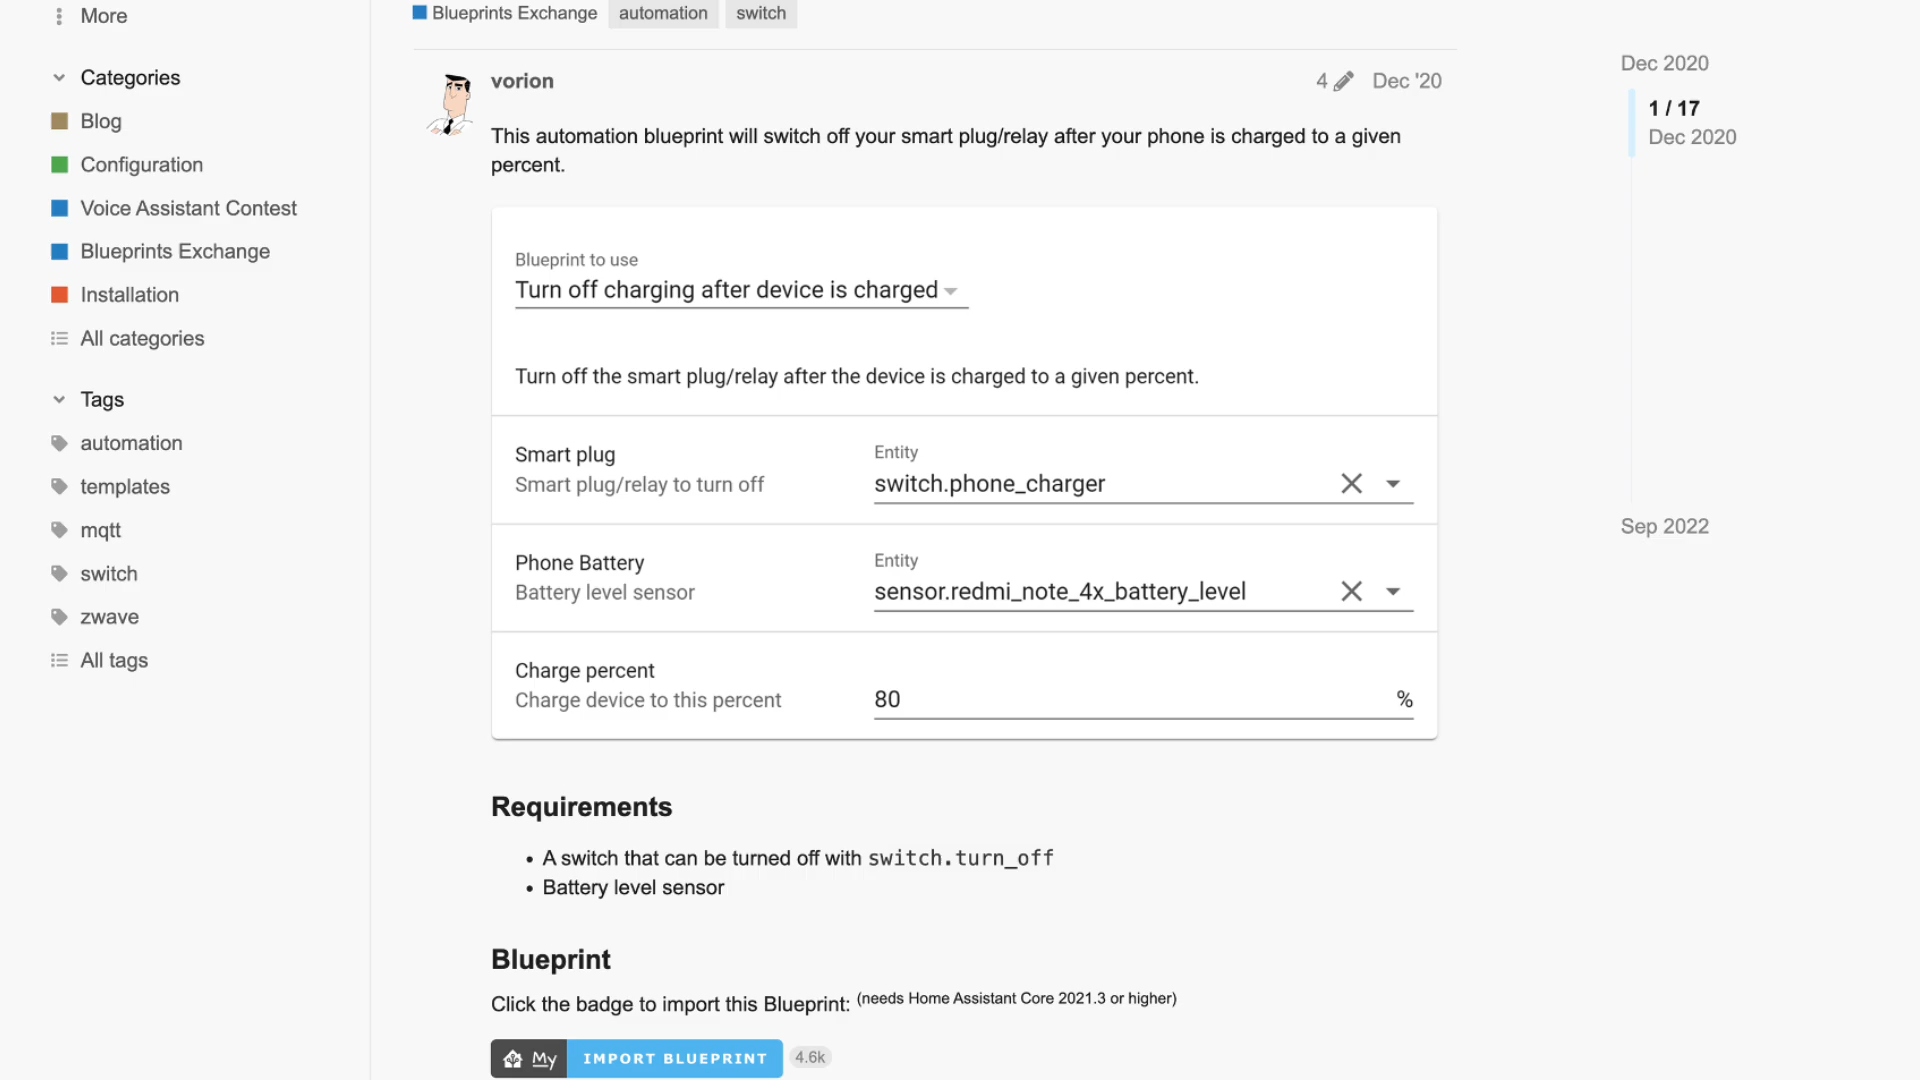 More
Categories
Blog
Configuration
Voice Assistant Contest
Blueprints Exchange
Installation
All categories
Tags
automation
templates
mqtt
switch
zwave
All tags
Blueprints Exchange automation switch
vorion 4 Dec '20
This automation blueprint will switch off your smart plug/relay after your phone is charged to a given
percent.
Blueprint to use
Turn off charging after device is charged
Turn off the smart plug/relay after the device is charged to a given percent.
Smart plug
Smart plug/relay to turn off
Entity
switch.phone_charger
Phone Battery
Battery level sensor
Entity
sensor.redmi_note_4x_battery_level
Charge percent
Charge device to this percent
80 %
Requirements
• A switch that can be turned off with switch.turn_off
• Battery level sensor
Blueprint
Click the badge to import this Blueprint: (needs Home Assistant Core 2021.3 or higher)
My IMPORT BLUEPRINT 4.6k
Dec 2020
1 / 17
Dec 2020
Sep 2022